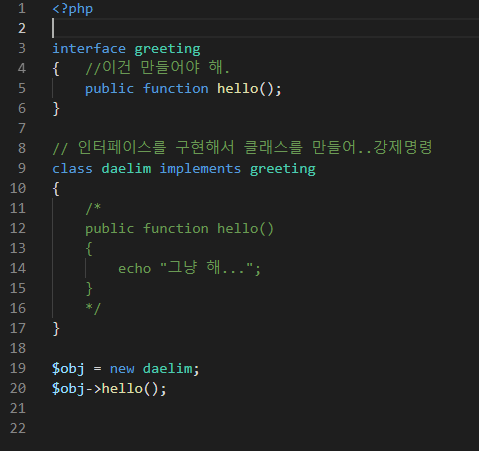 1 <?php
2
3 interface greeting
4 {   //이건 만들어야 해.
5     public function hello();
6 }
7
8 // 인터페이스를 구현해서 클래스를 만들어..강제명령
9 class daelim implements greeting
10 {
11     /*
12     public function hello()
13     {
14         echo "그냥 해...";
15     }
16     */
17 }
18
19 $obj = new daelim;
20 $obj->hello();
21
22